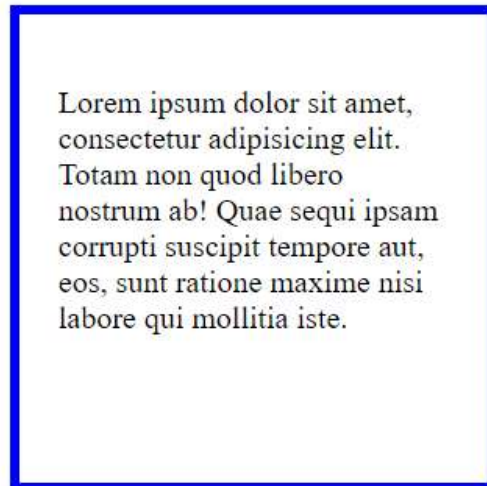 Lorem ipsum dolor sit amet,
consectetur adipisicing elit.
Totam non quod libero
nostrum ab! Quae sequi ipsam
corrupti suscipit tempore aut,
eos, sunt ratione maxime nisi
labore qui mollitia iste.